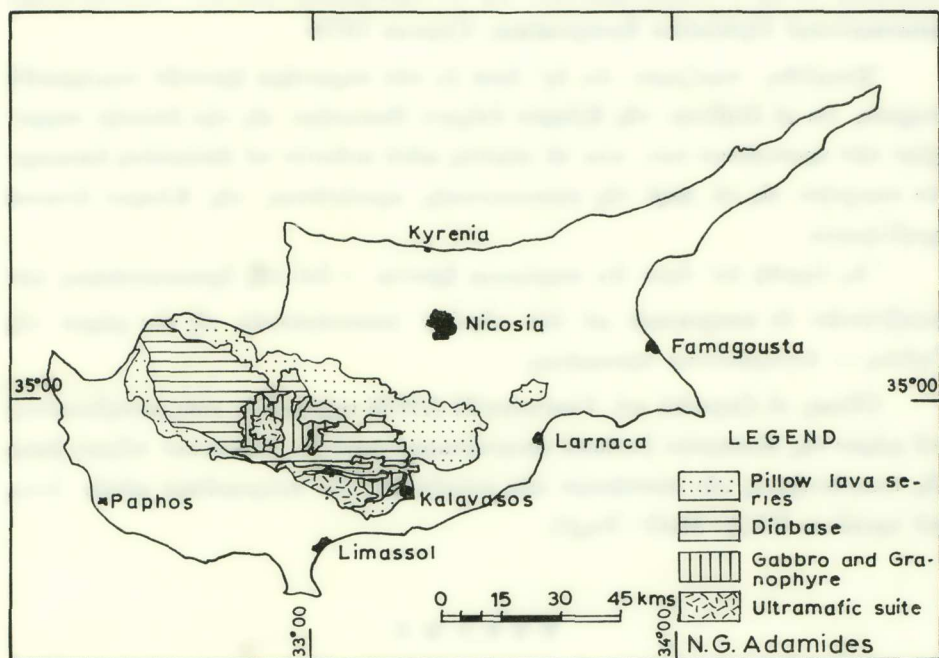 Kyrenia
Nicosia
Famagousta
35°00
35°00
Larnaca
LEGEND
Pillow lava se-
ries
Paphos
Kalavasos
Diabase
Limassol
Gabbro and Gra-
nophyre
0 15 30 45 kms
Ultramafic suite
33°00
34°00
N.G. Adamides